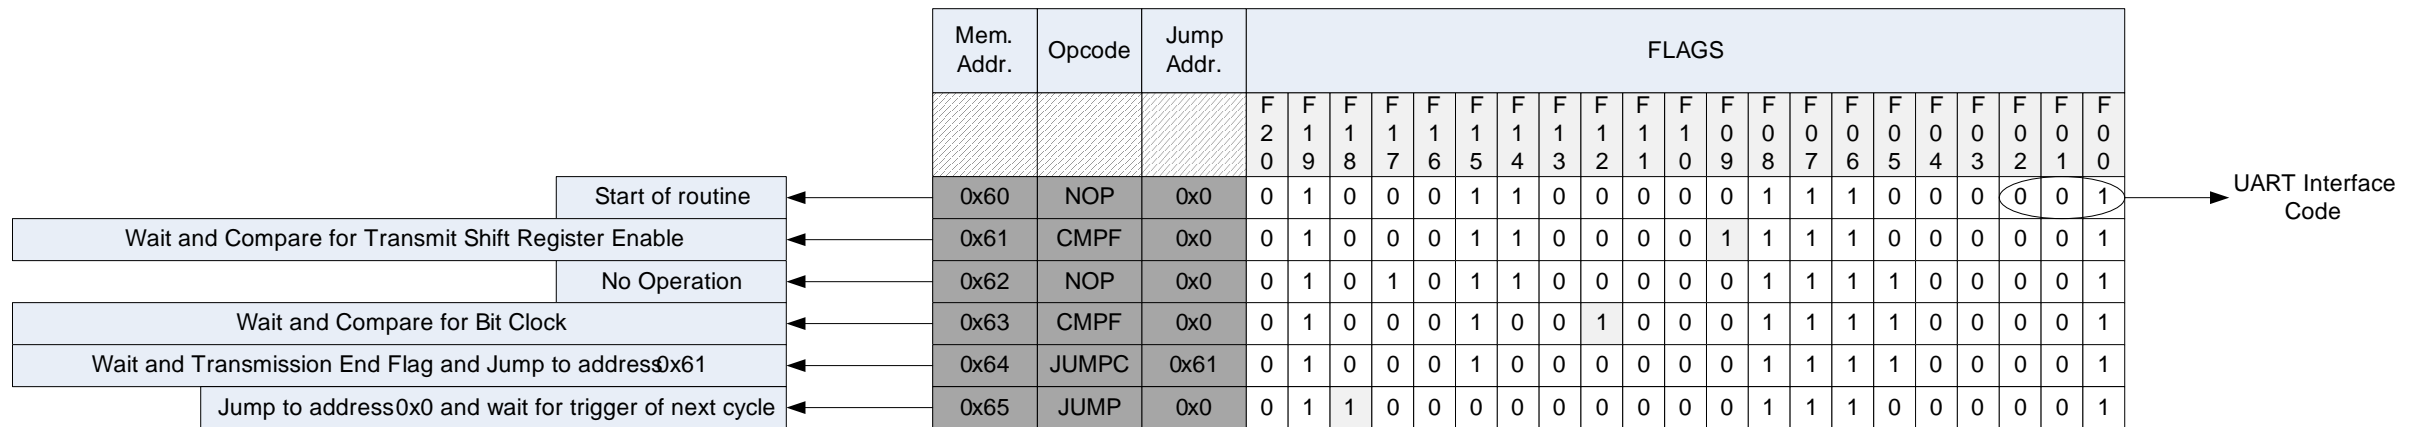 Mem. Addr. Opcode Jump Addr. FLAGS
F20 F19 F18 F17 F16 F15 F14 F13 F12 F11 F10 F09 F08 F07 F06 F05 F04 F03 F02 F01 F00
Start of routine 0x60 NOP 0x0 0 1 0 0 0 1 1 0 0 0 0 0 1 1 1 0 0 0 0 0 1 UART Interface Code
Wait and Compare for Transmit Shift Register Enable 0x61 CMPF 0x0 0 1 0 0 0 1 1 0 0 0 0 1 1 1 1 0 0 0 0 0 1
No Operation 0x62 NOP 0x0 0 1 0 1 0 1 1 0 0 0 0 0 1 1 1 1 0 0 0 0 1
Wait and Compare for Bit Clock 0x63 CMPF 0x0 0 1 0 0 0 1 0 0 1 0 0 0 1 1 1 1 0 0 0 0 1
Wait and Transmission End Flag and Jump to address0x61 0x64 JUMPC 0x61 0 1 0 0 0 1 0 0 0 0 0 0 1 1 1 1 0 0 0 0 1
Jump to address0x0 and wait for trigger of next cycle 0x65 JUMP 0x0 0 1 1 0 0 0 0 0 0 0 0 0 1 1 1 0 0 0 0 0 1